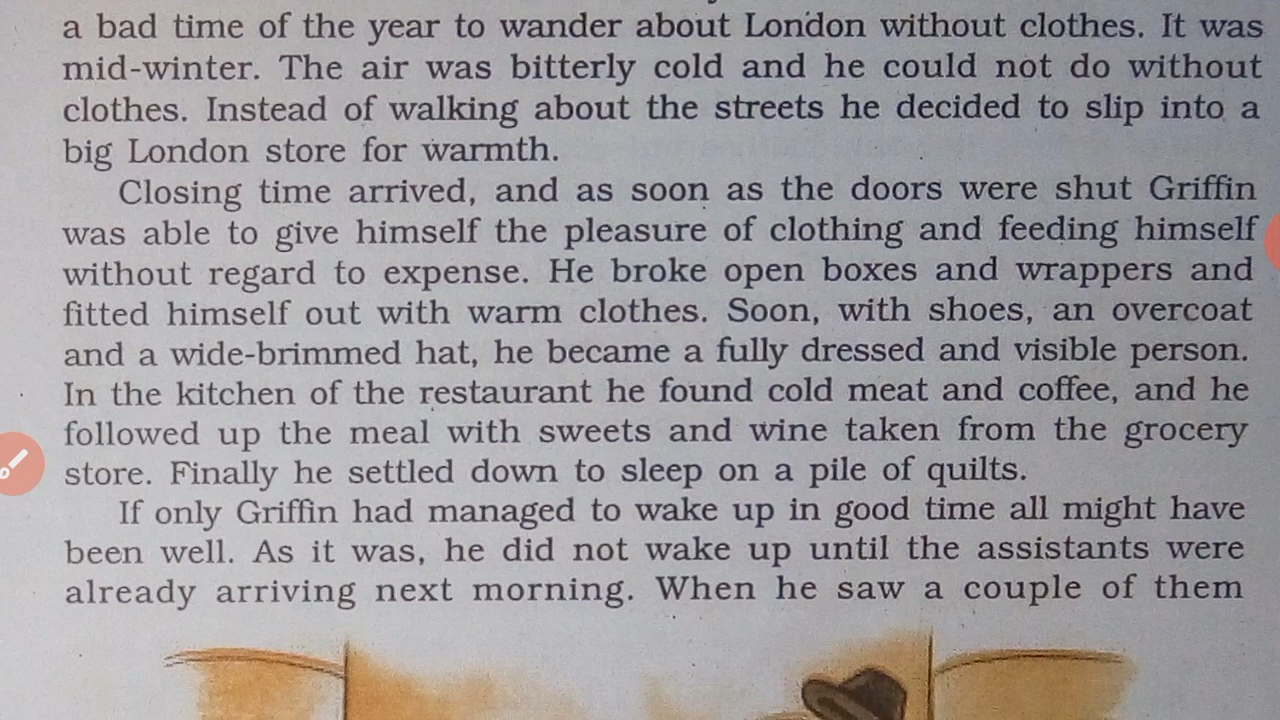 a bad time of the year to wander about London without clothes. It was
mid-winter. The air was bitterly cold and he could not do without
clothes. Instead of walking about the streets he decided to slip into a
big London store for warmth.
Closing time arrived, and as soon as the doors were shut Griffin
was able to give himself the pleasure of clothing and feeding himself
without regard to expense. He broke open boxes and wrappers and
fitted himself out with warm clothes. Soon, with shoes, an overcoat
and a wide-brimmed hat, he became a fully dressed and visible person.
In the kitchen of the restaurant he found cold meat and coffee, and he
followed up the meal with sweets and wine taken from the grocery
store. Finally he settled down to sleep on a pile of quilts.
If only Griffin had managed to wake up in good time all might have
been well. As it was, he did not wake up until the assistants were
already arriving next morning. When he saw a couple of them